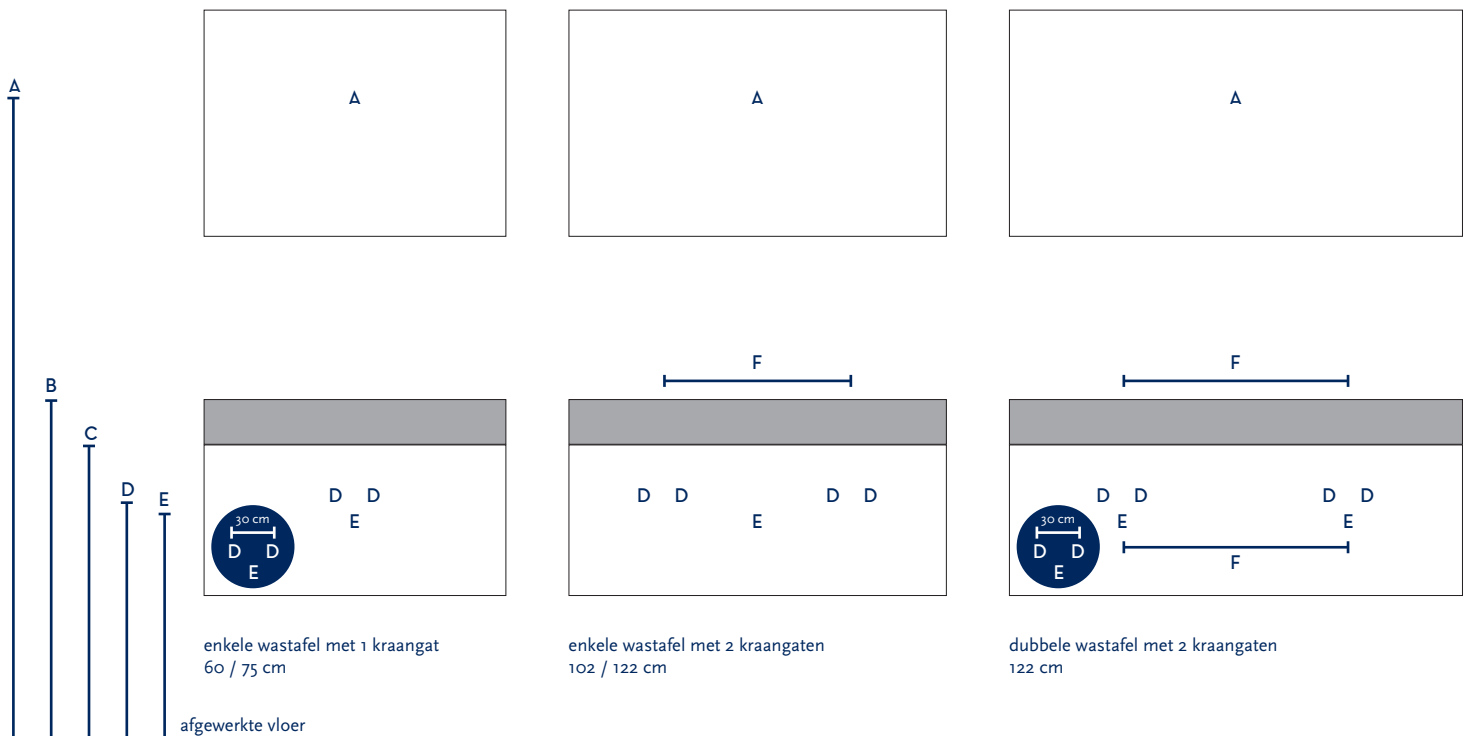 A
A
A
A
B
C
D
E
F
F
D D
E
30 cm
D D
E
D D
D D
E
D D
D D
E
E
F
30 cm
D D
E
enkele wastafel met 1 kraangat
60 / 75 cm
enkele wastafel met 2 kraangaten
102 / 122 cm
dubbele wastafel met 2 kraangaten
122 cm
afgewerkte vloer